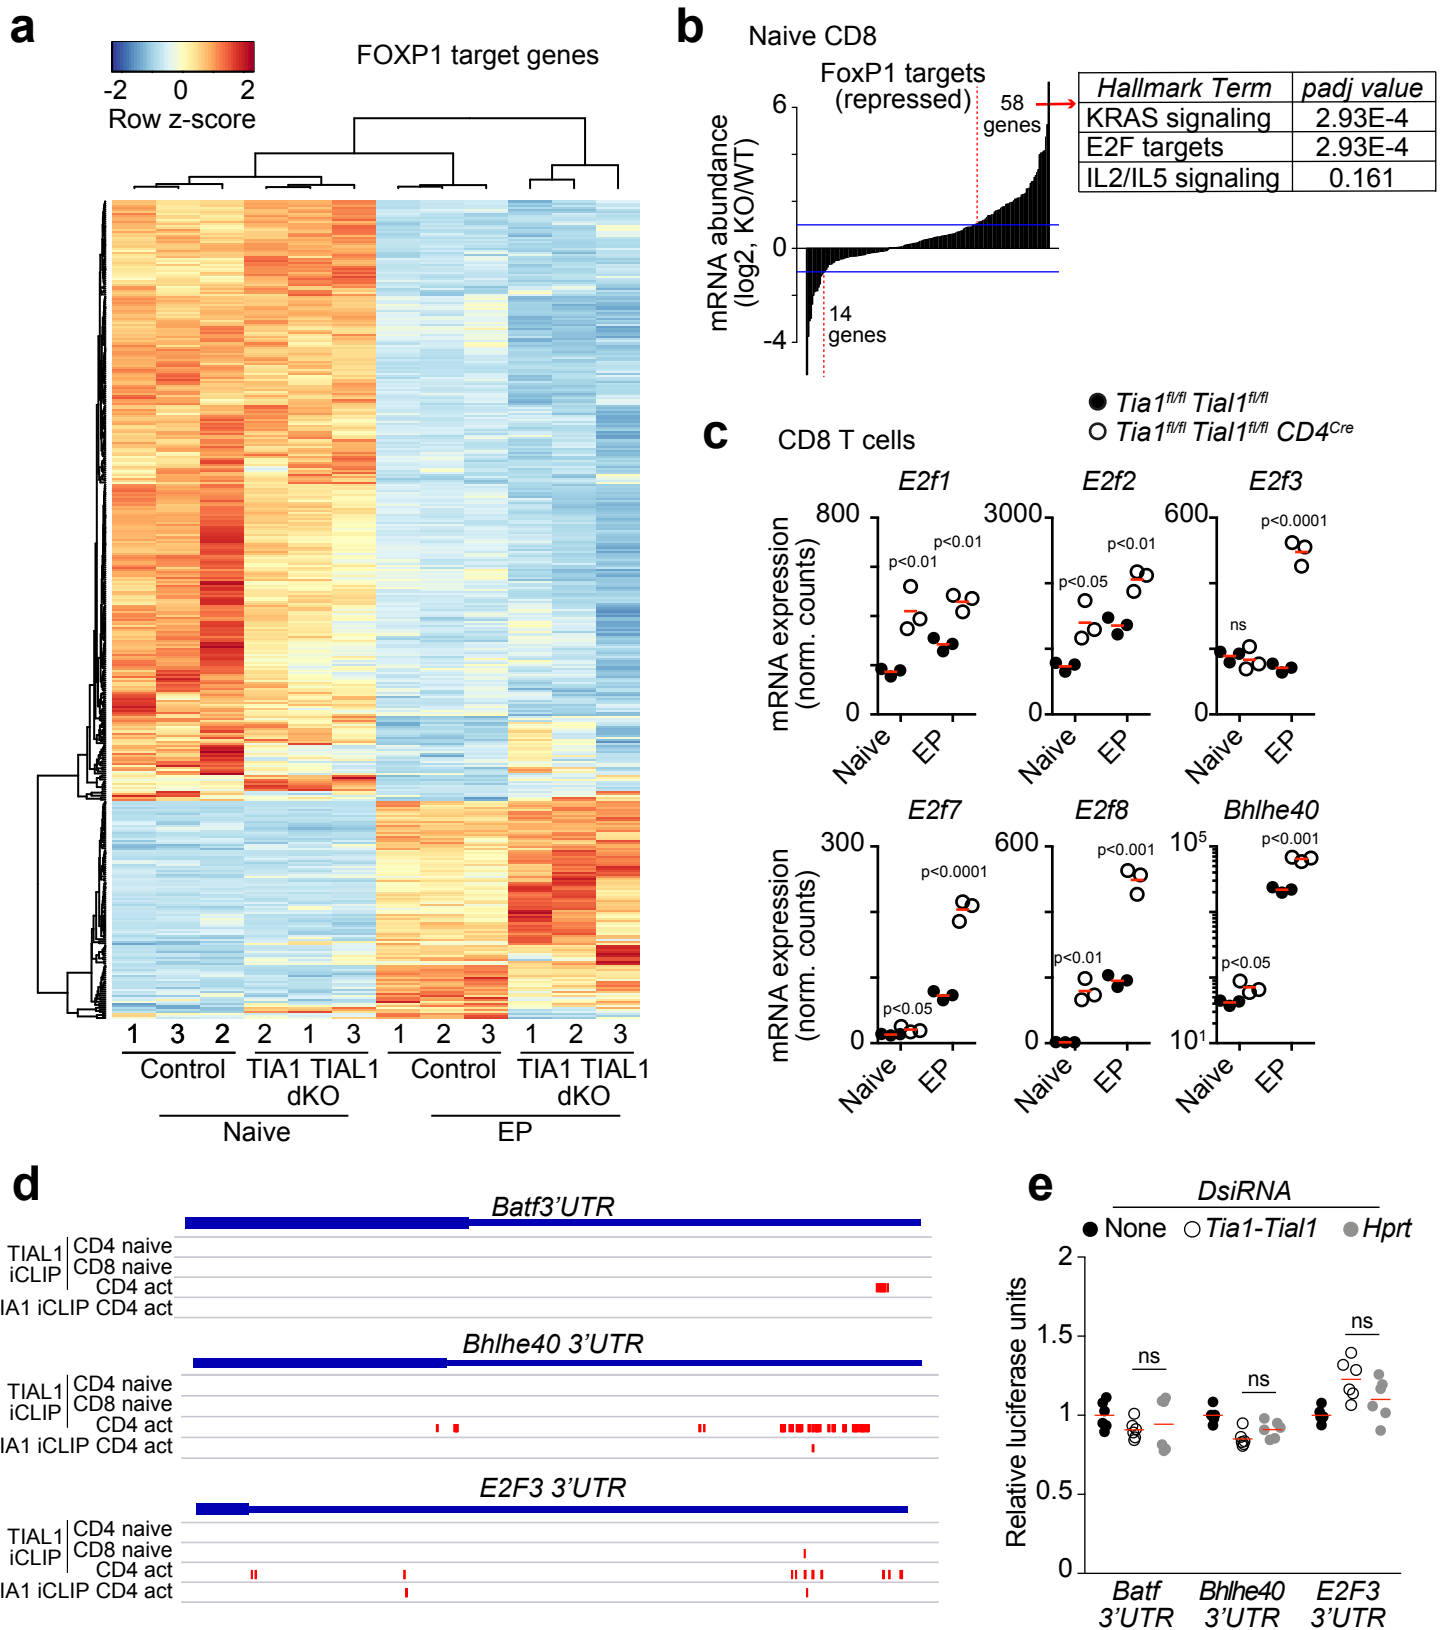 a
FOXP1 target genes
-2 0 2
Row z-score
1 3 2 2 1 3 1 2 3 1 2 3
Control TIA1 TIAL1 Control TIA1 TIAL1
dKO dKO
Naive EP
b
Naive CD8
FoxP1 targets
(repressed)
58
genes
mRNA abundance
(log2, KO/WT)
6
0
-4
14
genes
Hallmark Term padj value
KRAS signaling 2.93E-4
E2F targets 2.93E-4
IL2/IL5 signaling 0.161
Tia1fl/fl Tial1fl/fl
Tia1fl/fl Tial1fl/fl CD4Cre
c
CD8 T cells
E2f1 E2f2 E2f3
mRNA expression
(norm. counts)
800
p<0.01
p<0.01
0
Naive EP
3000
p<0.05
p<0.01
0
Naive EP
600
ns
p<0.0001
0
Naive EP
E2f7 E2f8 Bhlhe40
mRNA expression
(norm. counts)
300
p<0.05
p<0.0001
0
Naive EP
600
p<0.01
p<0.001
0
Naive EP
105
p<0.05
p<0.001
101
Naive EP
d
Batf3'UTR
TIAL1
iCLIP
CD4 naive
CD8 naive
CD4 act
IA1 iCLIP CD4 act
Bhlhe40 3'UTR
TIAL1
iCLIP
CD4 naive
CD8 naive
CD4 act
IA1 iCLIP CD4 act
E2F3 3'UTR
TIAL1
iCLIP
CD4 naive
CD8 naive
CD4 act
IA1 iCLIP CD4 act
e
DsiRNA
None Tia1-Tial1 Hprt
Relative luciferase units
2
1.5
1
0.5
0
ns
ns
ns
Batf Bhlhe40 E2F3
3'UTR 3'UTR 3'UTR